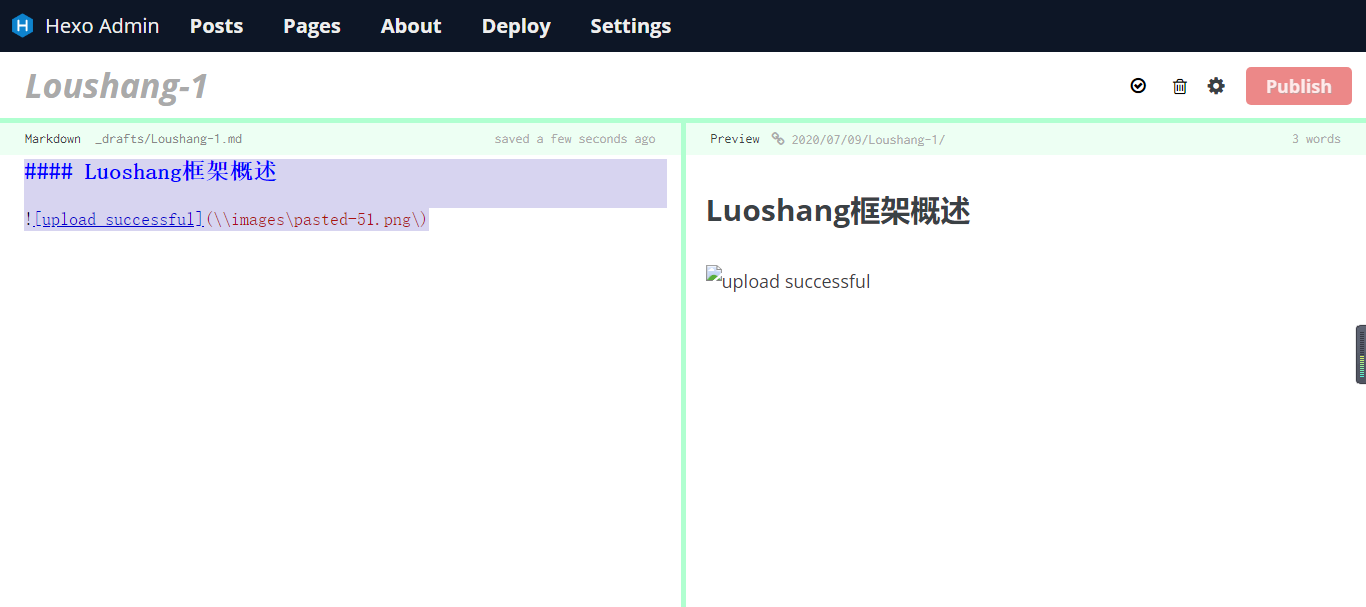 Hexo Admin Posts Pages About Deploy Settings
Loushang-1
Publish
Markdown _drafts/Loushang-1.md saved a few seconds ago
Preview 2020/07/09/Loushang-1/ 3 words
#### Luoshang框架概述
![upload successful](\\images\pasted-51.png\)
Luoshang框架概述
upload successful